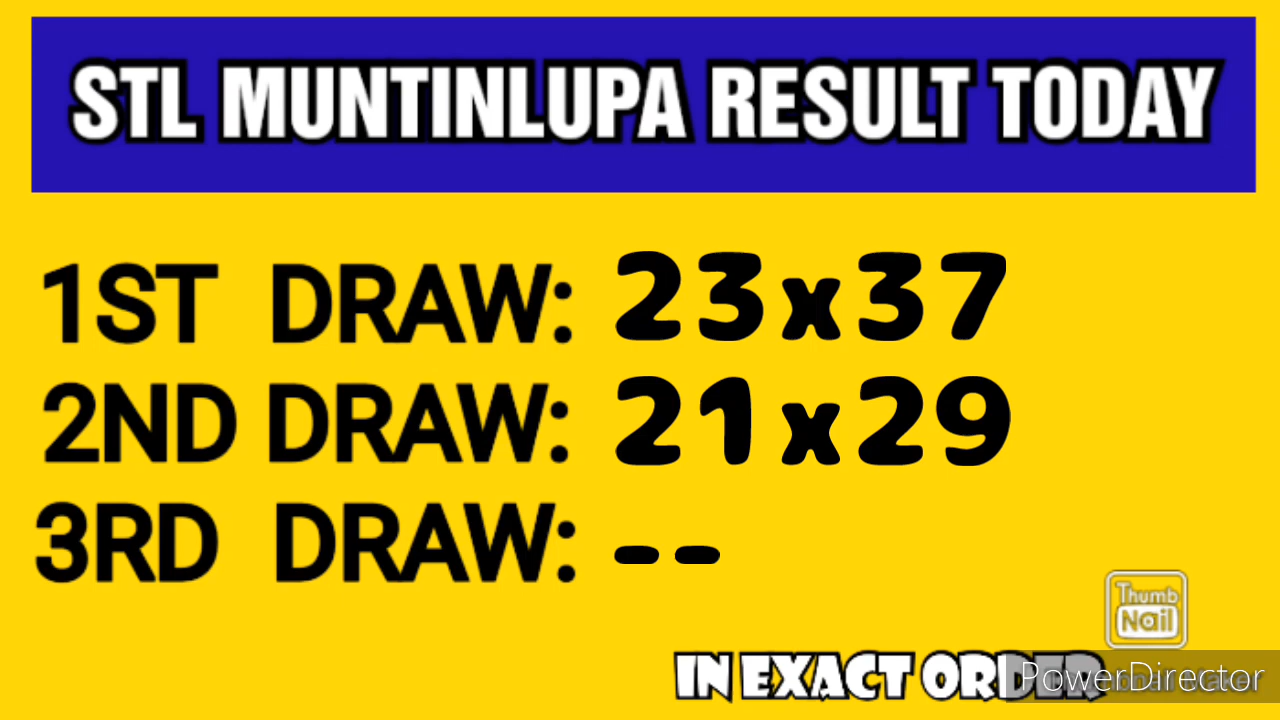 STL MUNTINLUPA RESULT TODAY
1ST DRAW: 23x37
2ND DRAW: 21x29
3RD DRAW: --
Thumb
Nail
IN EXACT ORDER
PowerDirector